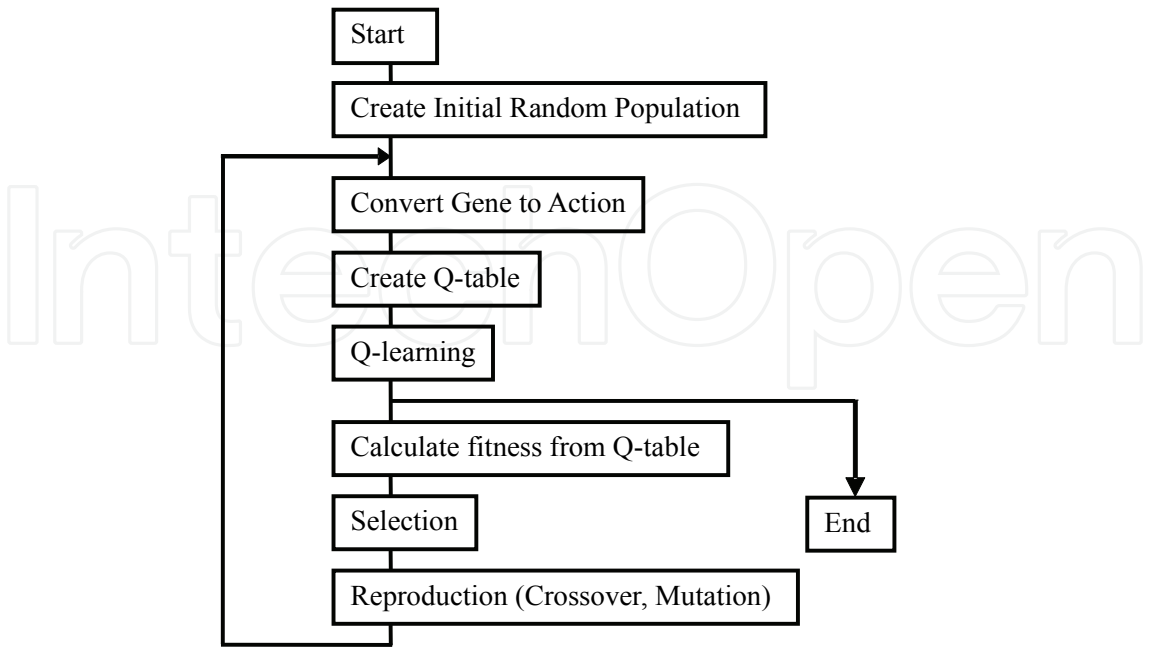 Start
Create Initial Random Population
Convert Gene to Action
IntechOpen
Create Q-table
Q-learning
Calculate fitness from Q-table
Selection
End
Reproduction (Crossover, Mutation)